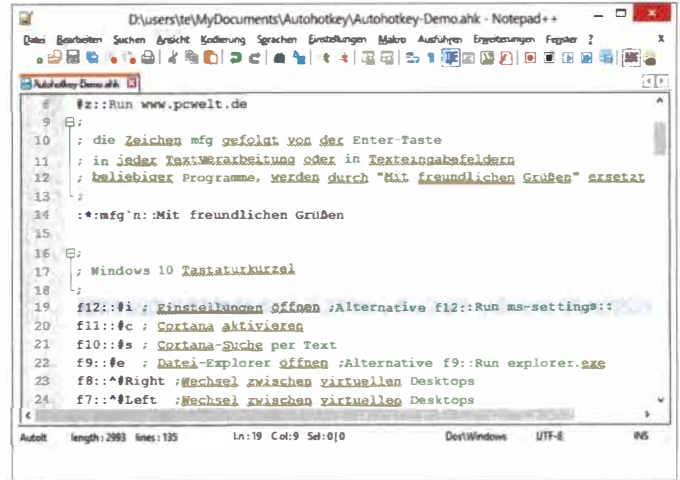 D:\users\te\MyDocuments\Autohotkey\Autohotkey-Demo.ahk - Notepad++
Datei Bearbeiten Suchen Ansicht Kodierung Sprachen Einstellungen Makro Ausführen Erweiterungen Fenster ? X
Autohotkey-Demo.ahk
8 #z::Run www.pcwelt.de
9 ;
10 ; die Zeichen mfg gefolgt von der Enter-Taste
11 ; in jeder Textverarbeitung oder in Texteingabefeldern
12 ; beliebiger Programme, werden durch "Mit freundlichen Grüßen" ersetzt
13 ;
14 :*:mfg`n::Mit freundlichen Grüßen
15
16 ;
17 ; Windows 10 Tastaturkürzel
18 ;
19 f12::#i ; Einstellungen öffnen ;Alternative f12::Run ms-settings::
20 f11::#c ; Cortana aktivieren
21 f10::#s ; Cortana-Suche per Text
22 f9::#e ; Datei-Explorer öffnen ;Alternative f9::Run explorer.exe
23 f8::^#Right ;Wechsel zwischen virtuellen Desktops
24 f7::^#Left ;Wechsel zwischen virtuellen Desktops
AutoIt length : 2993 lines : 135 Ln : 19 Col : 9 Sel : 0 | 0 Dos\Windows UTF-8 INS